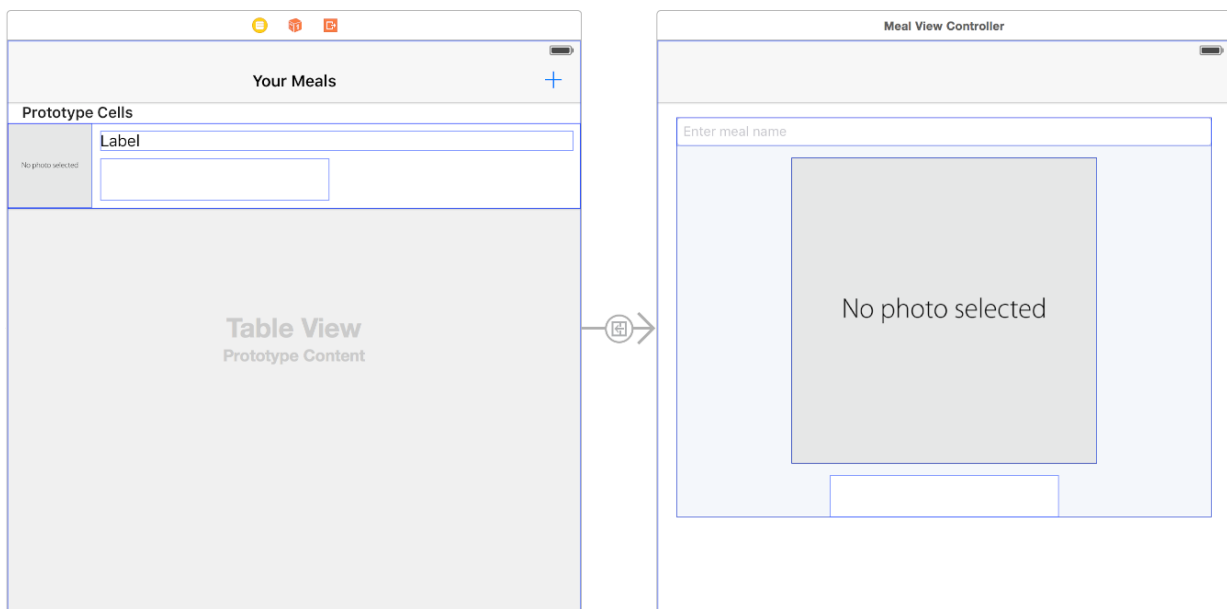 Meal View Controller
Your Meals
Prototype Cells
No photo selected
Label
Table View
Prototype Content
Enter meal name
No photo selected